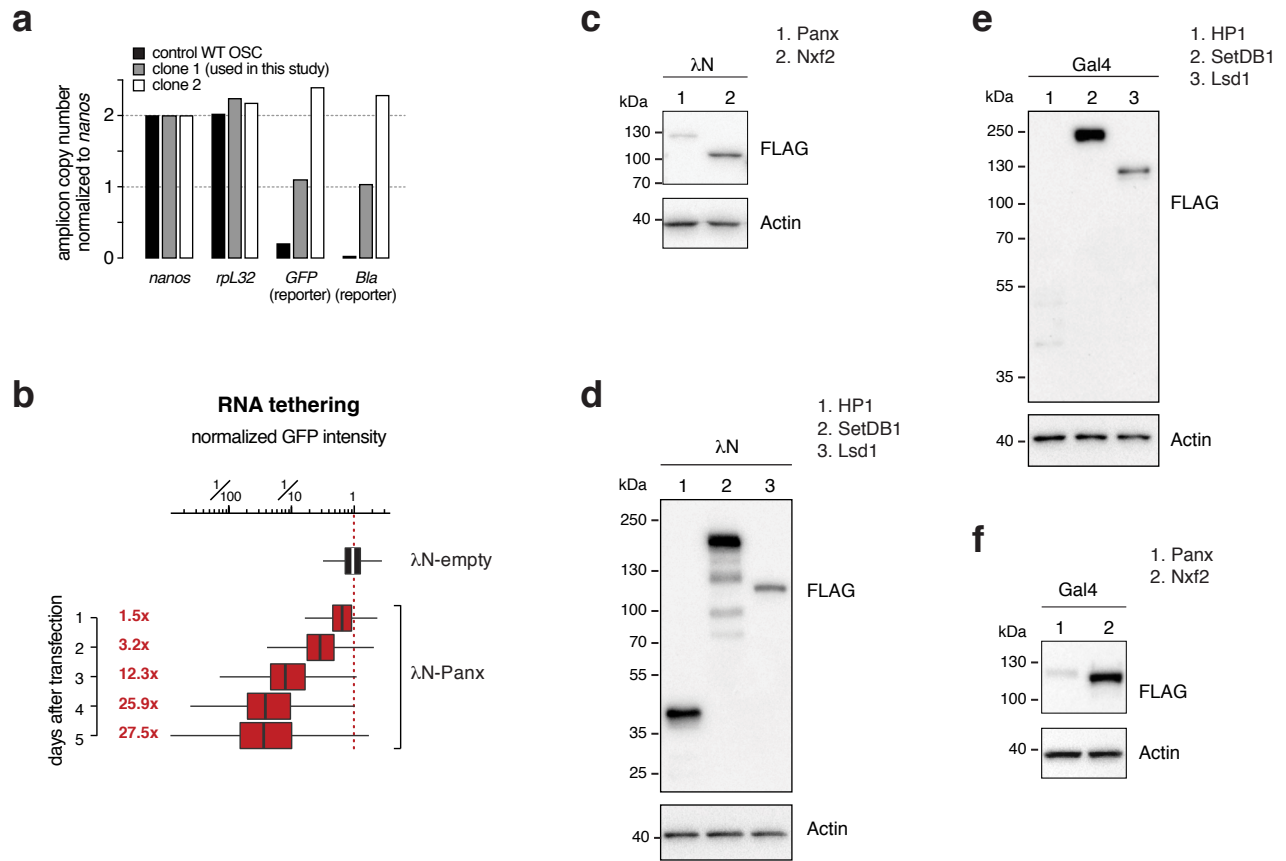 a
control WT OSC
clone 1 (used in this study)
clone 2
amplicon copy number
normalized to nanos
2
1
0
nanos
rpL32
GFP
(reporter)
Bla
(reporter)
b
RNA tethering
normalized GFP intensity
1/100
1/10
1
λN-empty
days after transfection
1
1.5x
2
3.2x
3
12.3x
4
25.9x
5
27.5x
λN-Panx
c
1. Panx
2. Nxf2
λN
kDa
1
2
130
100
70
FLAG
40
Actin
d
1. HP1
2. SetDB1
3. Lsd1
λN
kDa
1
2
3
250
130
100
70
55
35
25
FLAG
40
Actin
e
1. HP1
2. SetDB1
3. Lsd1
Gal4
kDa
1
2
3
250
130
100
70
55
35
FLAG
40
Actin
f
1. Panx
2. Nxf2
Gal4
kDa
1
2
130
100
FLAG
40
Actin